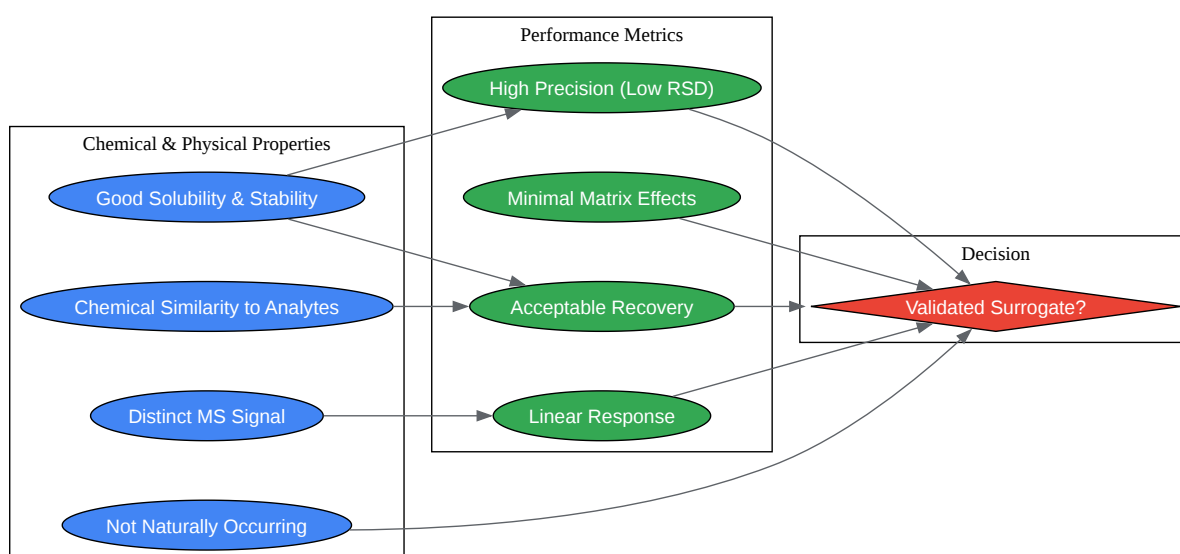 Chemical & Physical Properties
Good Solubility & Stability
Chemical Similarity to Analytes
Distinct MS Signal
Not Naturally Occurring
Performance Metrics
High Precision (Low RSD)
Minimal Matrix Effects
Acceptable Recovery
Linear Response
Decision
Validated Surrogate?